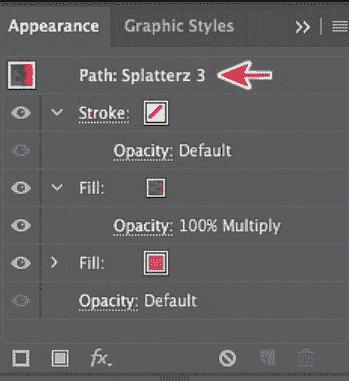 Appearance Graphic Styles
Path: Splatterz 3
Stroke:
Opacity: Default
Fill:
Opacity: 100% Multiply
Fill:
Opacity: Default
fx.